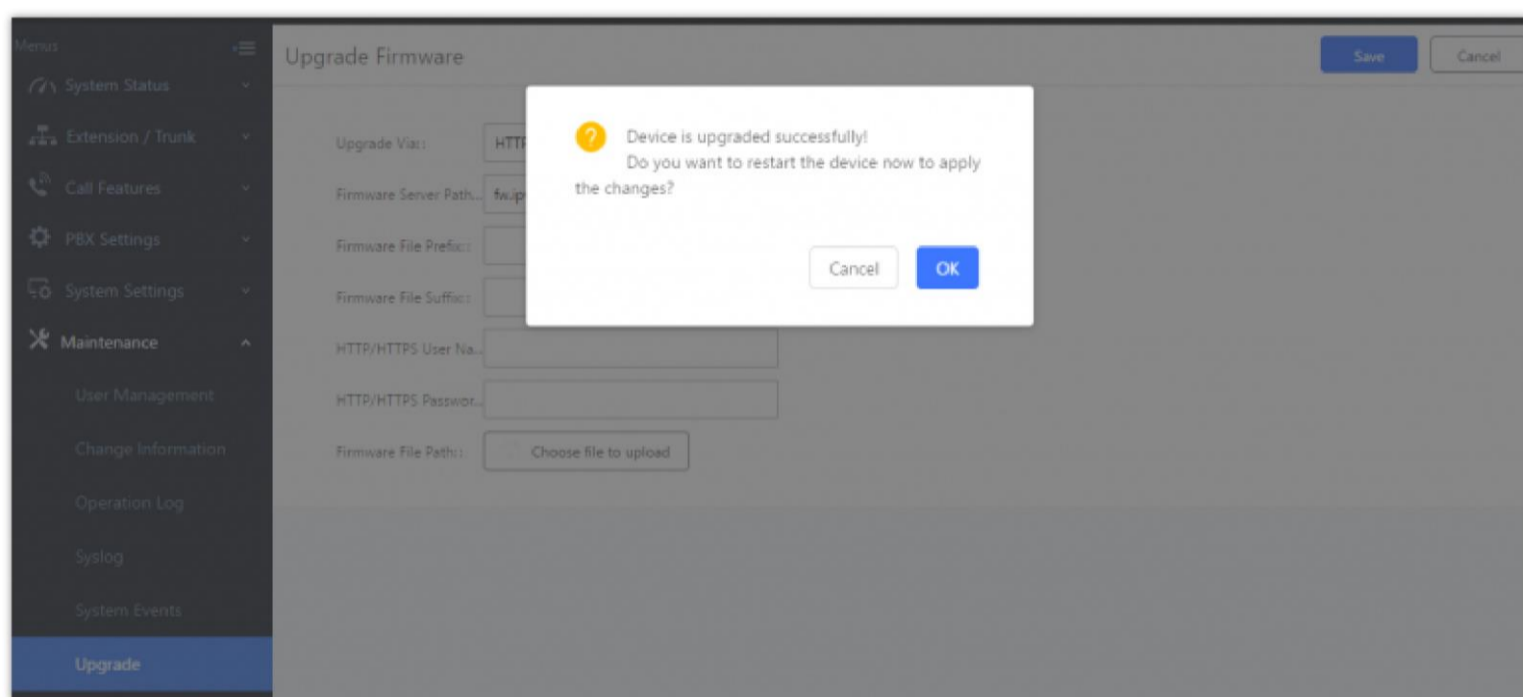 Menus
System Status
Extension / Trunk
Call Features
PBX Settings
System Settings
Maintenance
User Management
Change Information
Operation Log
Syslog
System Events
Upgrade
Upgrade Firmware
Save
Cancel
Upgrade Via::
HTTP
Firmware Server Path...
fw.ip
Firmware File Prefix::
Firmware File Suffix::
HTTP/HTTPS User Na...
HTTP/HTTPS Passwor...
Firmware File Path::
Choose file to upload
Device is upgraded successfully!
Do you want to restart the device now to apply
the changes?
Cancel
OK